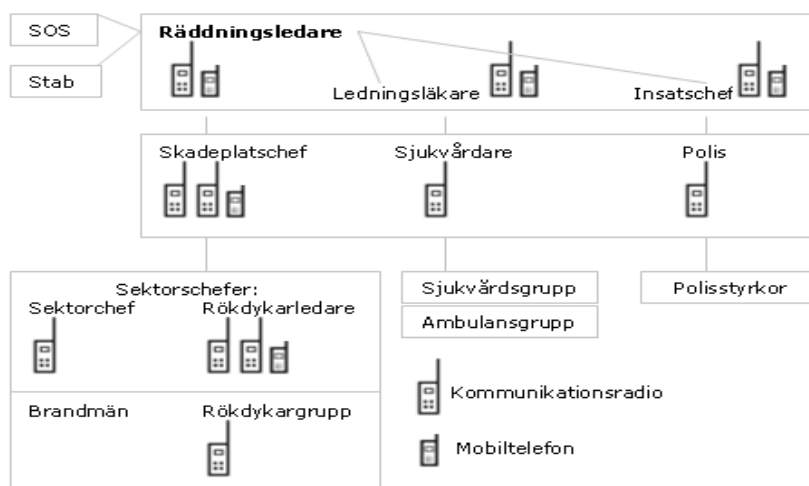 SOS
Räddningsledare
Stab
Ledningsläkare
Insatschef
Skadeplatschef
Sjukvårdare
Polis
Sektorschefer:
Sektorchef
Rökdykarledare
Sjukvårdsgrupp
Polisstyrkor
Ambulansgrupp
Kommunikationsradio
Brandmän
Rökdykargrupp
Mobiltelefon